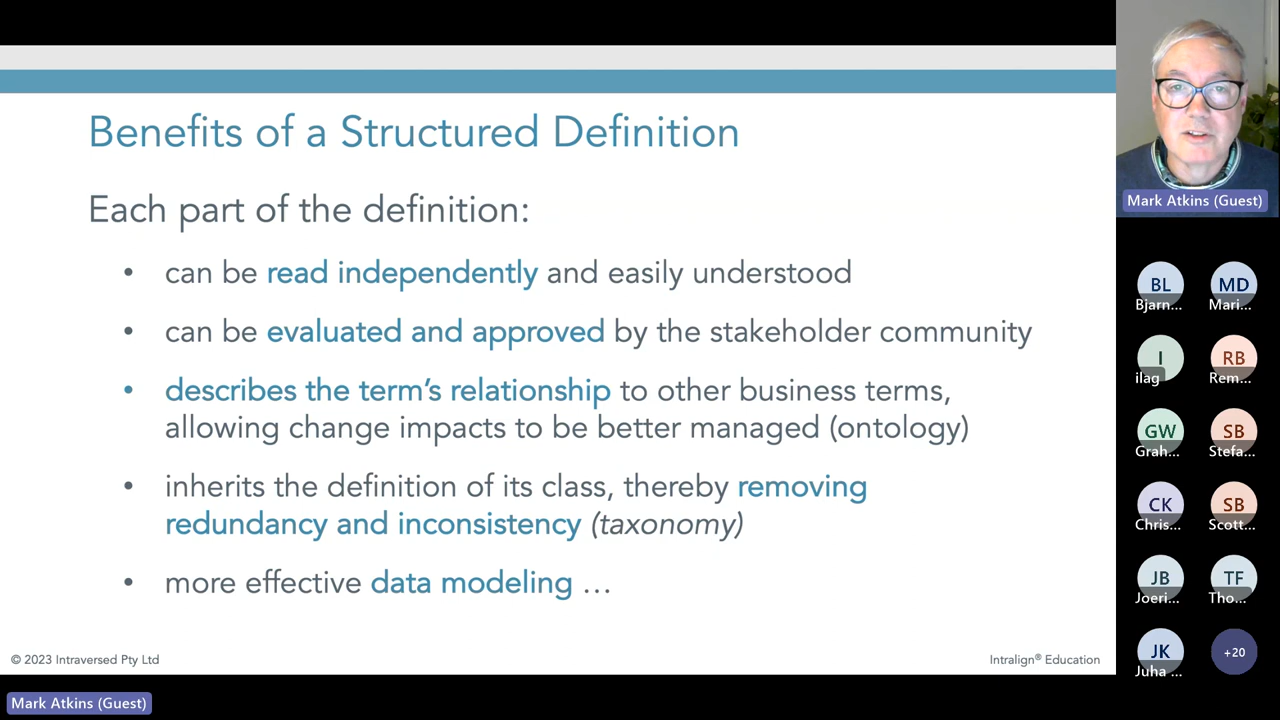 Benefits of a Structured Definition
Each part of the definition:
• can be read independently and easily understood
• can be evaluated and approved by the stakeholder community
• describes the term's relationship to other business terms,
allowing change impacts to be better managed (ontology)
• inherits the definition of its class, thereby removing
redundancy and inconsistency (taxonomy)
• more effective data modeling ...
© 2023 Intraversed Pty Ltd
Intralign® Education
Mark Atkins (Guest)
Mark Atkins (Guest)
BL
Bjarn...
MD
Mari...
I
ilag
RB
Rem...
GW
Grah...
SB
Stefa...
CK
Chris...
SB
Scott...
JB
Joeri...
TF
Tho...
JK
Juha ...
+20